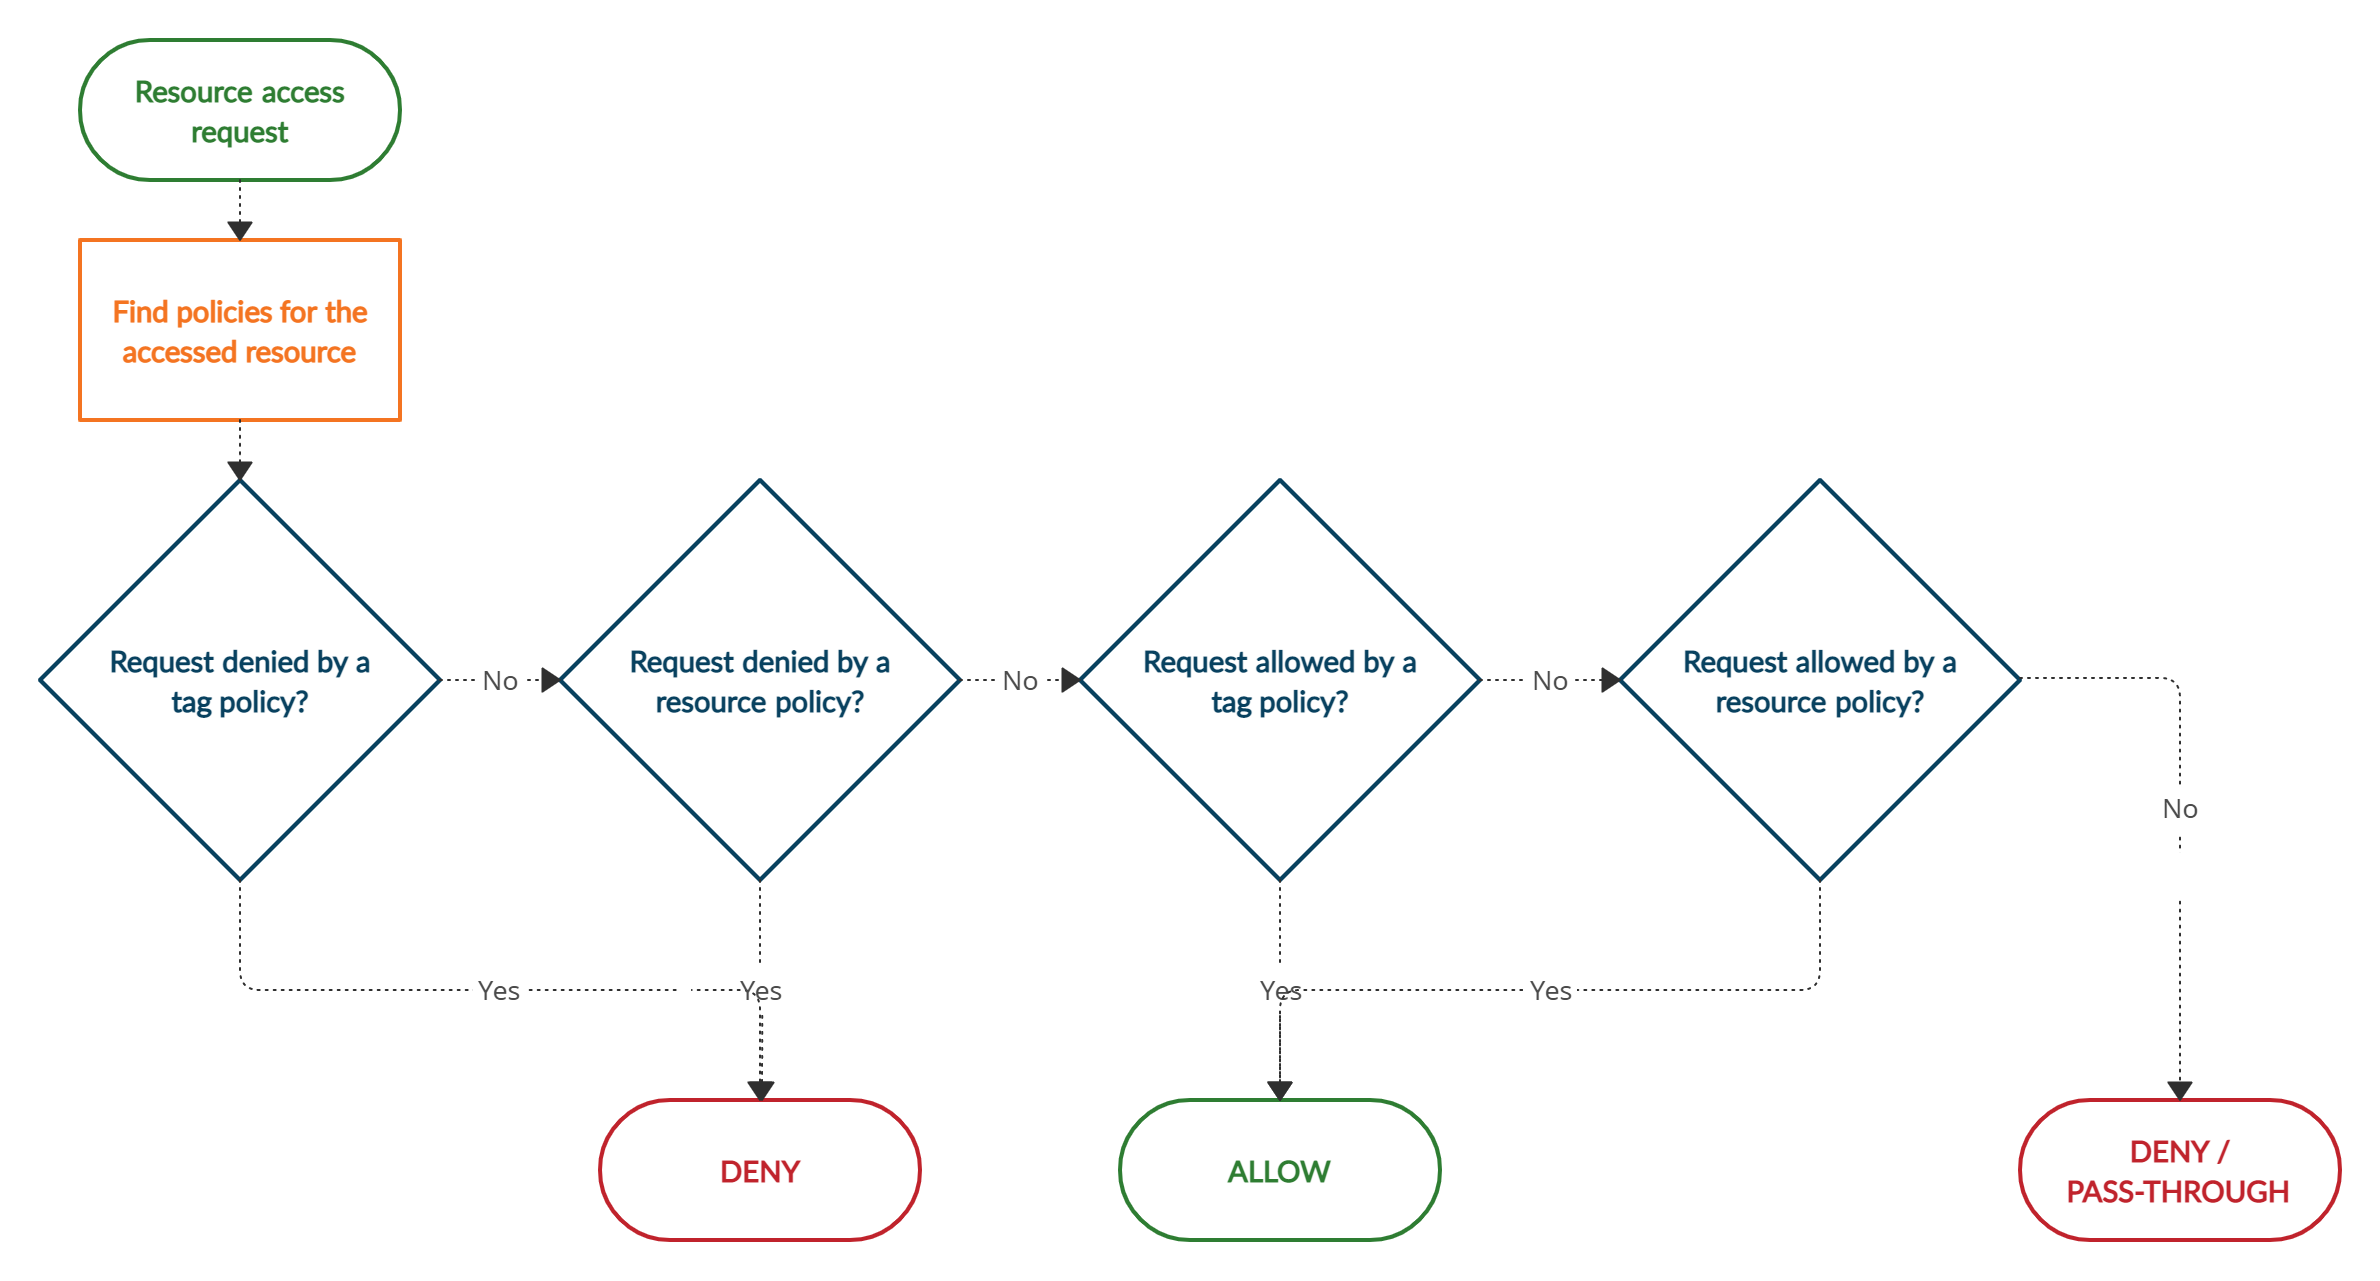 Resource access
request
Find policies for the
accessed resource
Request denied by a
tag policy?
No
Request denied by a
resource policy?
No
Request allowed by a
tag policy?
No
Request allowed by a
resource policy?
No
Yes
Yes
Yes
Yes
DENY
ALLOW
DENY /
PASS-THROUGH